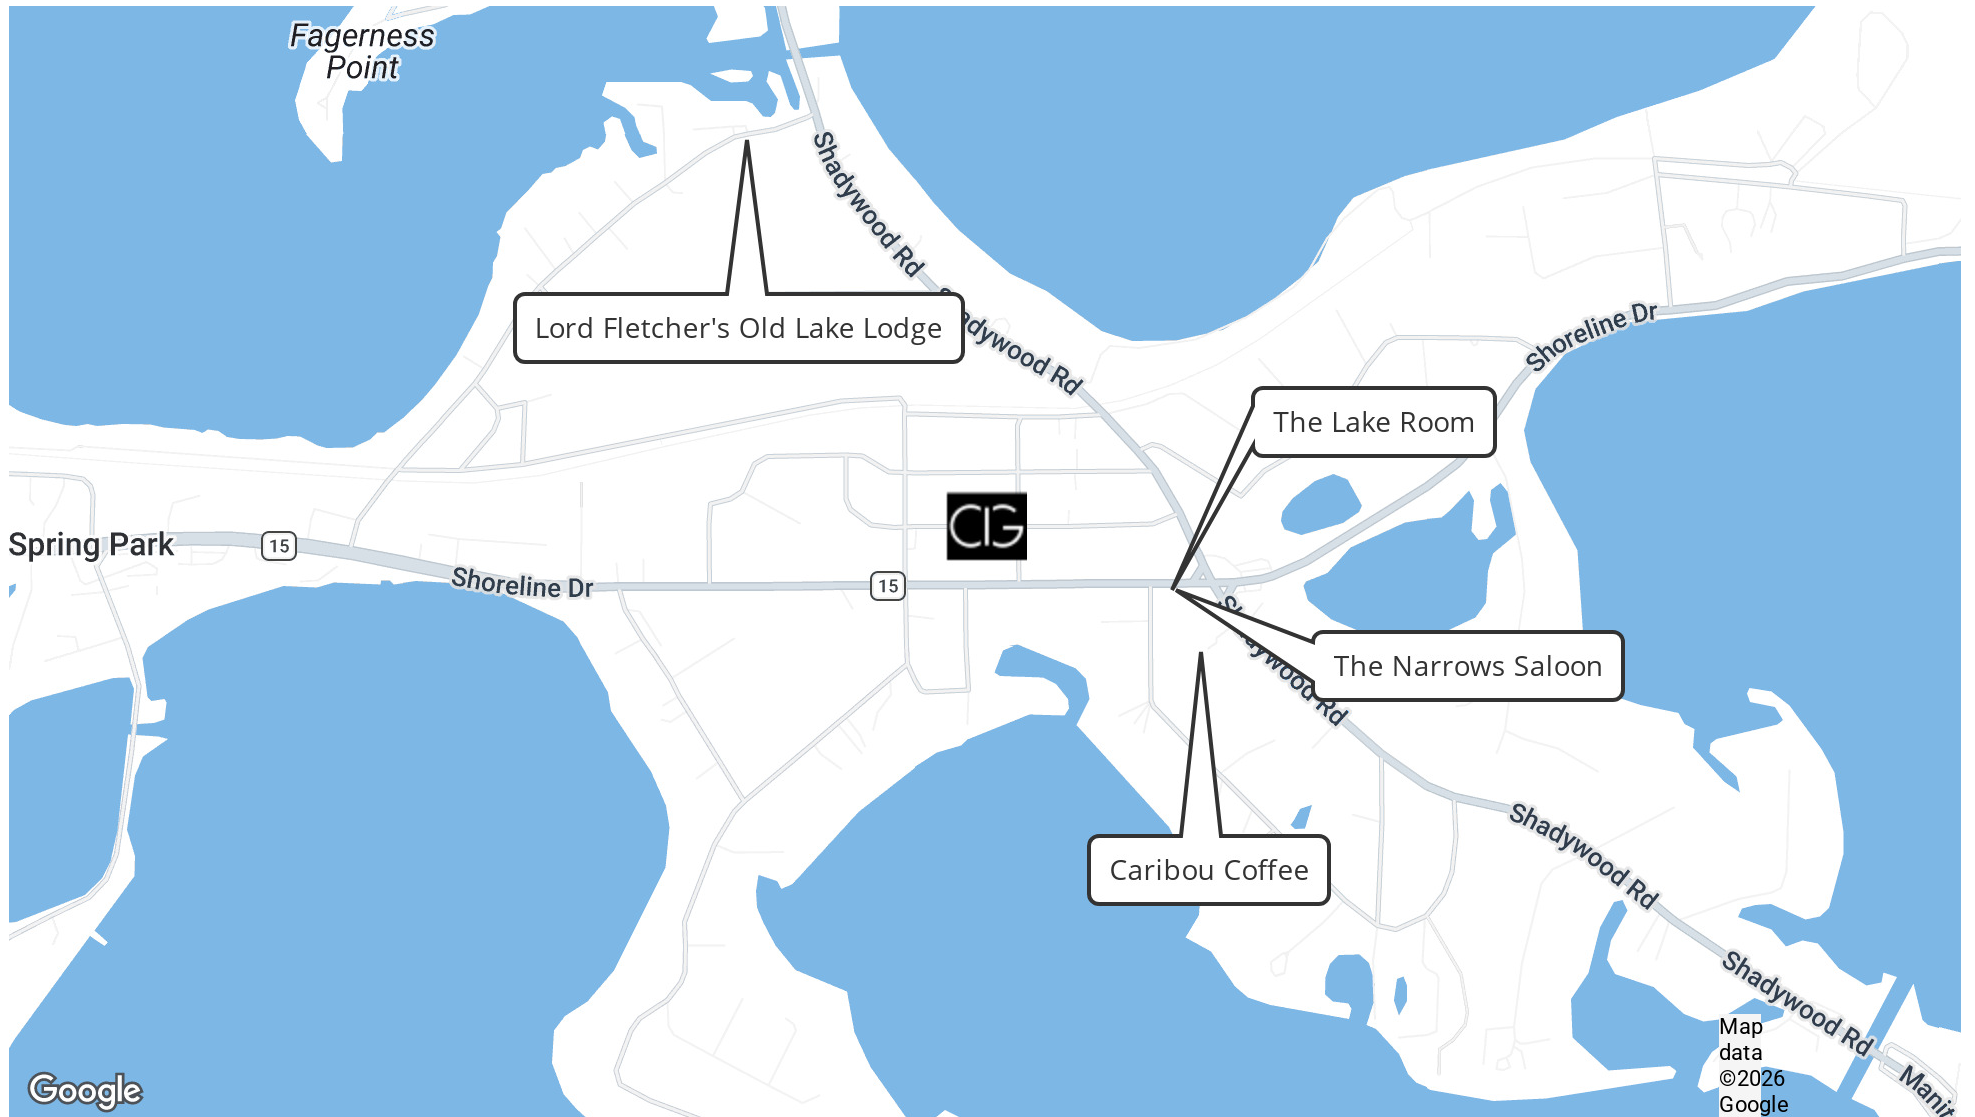 Fagerness
Point
Shadywood Rd
Lord Fletcher's Old Lake Lodge
Shadywood Rd
Shoreline Dr
The Lake Room
CIG
Spring Park
15
Shoreline Dr
15
Shadywood Rd
The Narrows Saloon
Caribou Coffee
Shadywood Rd
Shadywood Rd
Manit
Map
data
©2026
Google
Google